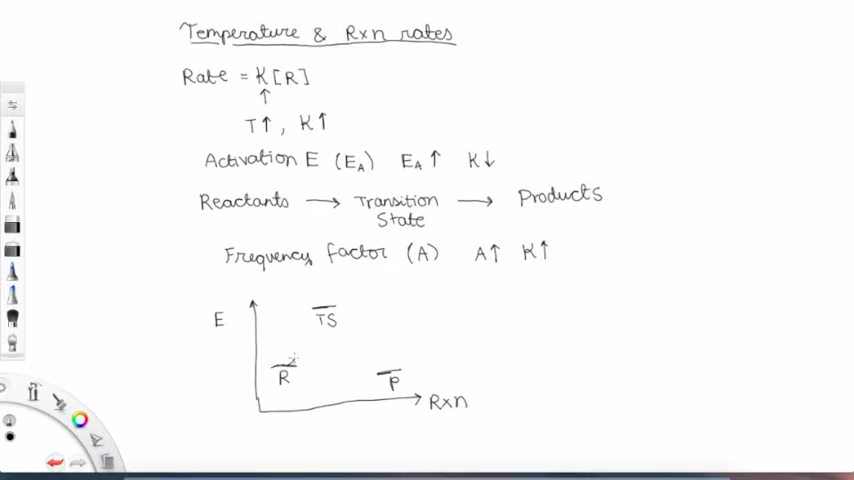 Temperature & Rxn rates
Rate = K[R]
↑
T↑, K↑
Activation E (EA) EA↑ K↓
Reactants → Transition State → Products
Frequency factor (A) A↑ K↑
E
TS
R
P
Rxn